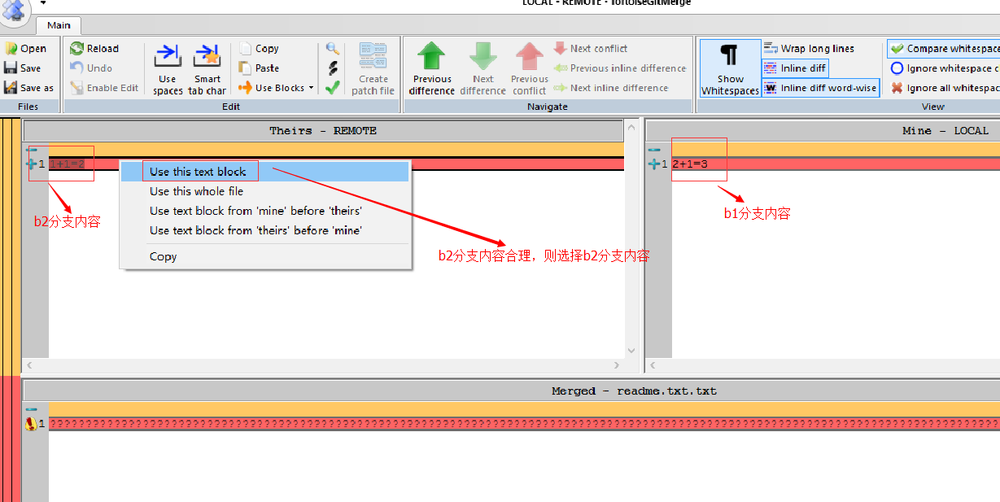 LOCAL - REMOTE - TortoiseGitMerge
Main
Open
Save
Save as
Files
Reload
Undo
Enable Edit
Use spaces
Smart tab char
Copy
Paste
Use Blocks
Create patch file
Edit
Previous difference
Next difference
Previous conflict
Next conflict
Previous inline difference
Next inline difference
Navigate
Show Whitespaces
Wrap long lines
Inline diff
Inline diff word-wise
Compare whitespace
Ignore whitespace c
Ignore all whitespac
View
Theirs - REMOTE
Mine - LOCAL
1 1+1=2
1 2+1=3
Use this text block
Use this whole file
Use text block from 'mine' before 'theirs'
Use text block from 'theirs' before 'mine'
Copy
b2分支内容
b1分支内容
b2分支内容合理，则选择b2分支内容
Merged - readme.txt.txt
1